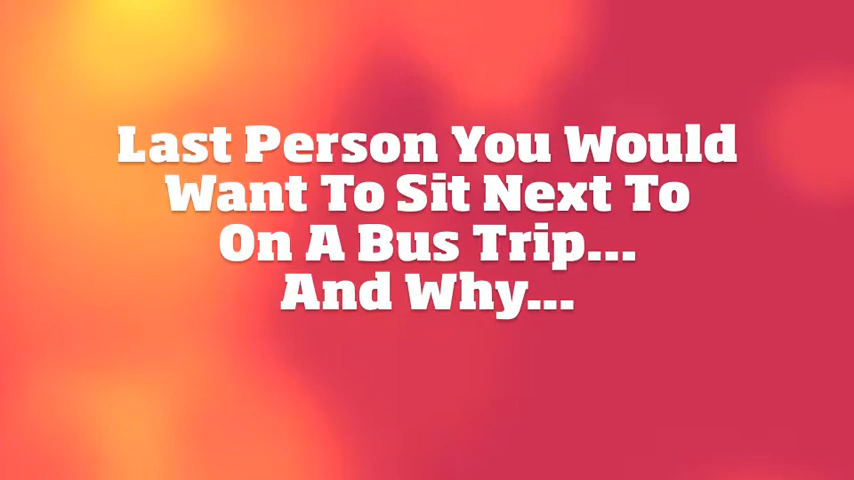 Last Person You Would
Want To Sit Next To
On A Bus Trip...
And Why...